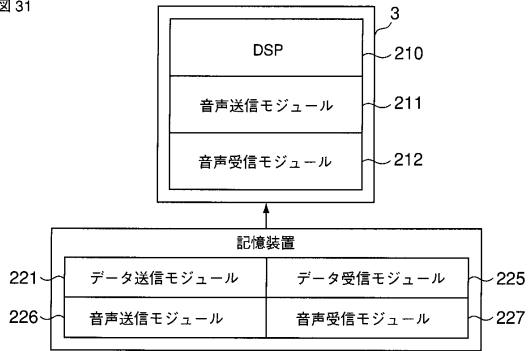 図 31
3
DSP
210
音声送信モジュール
211
音声受信モジュール
212
記憶装置
221
データ送信モジュール
データ受信モジュール
225
226
音声送信モジュール
音声受信モジュール
227